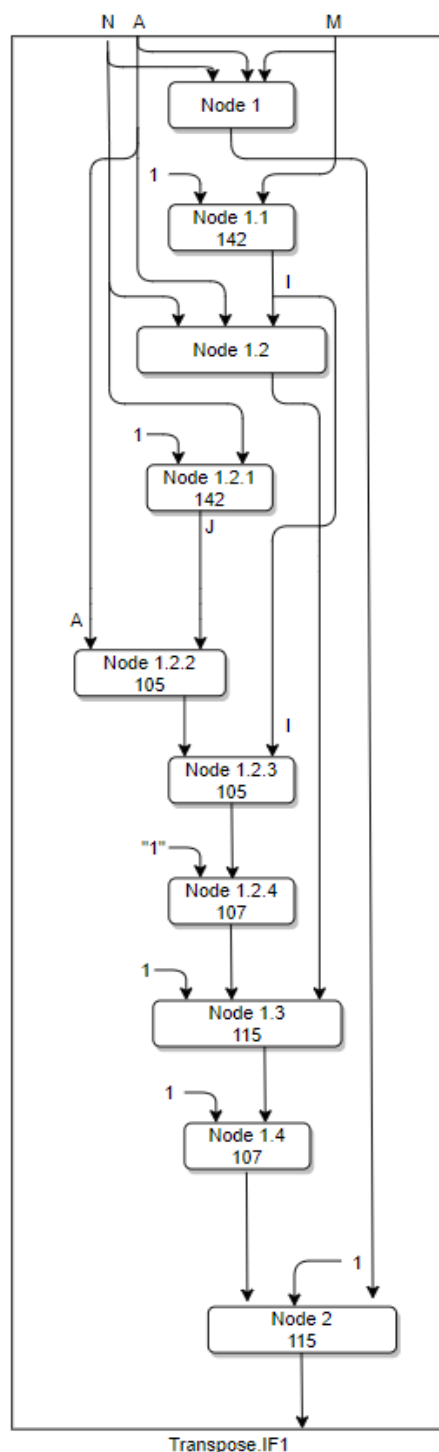 N A M
Node 1
1
Node 1.1
142
I
Node 1.2
1
Node 1.2.1
142
J
A
Node 1.2.2
105
I
Node 1.2.3
105
"1"
Node 1.2.4
107
1
Node 1.3
115
1
Node 1.4
107
1
Node 2
115
Transpose.IF1